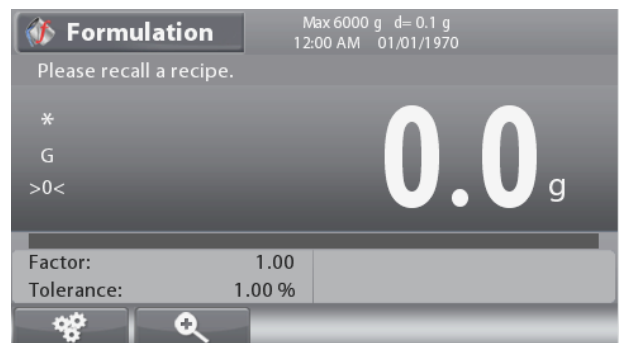 Formulation
Max 6000 g d= 0.1 g
12:00 AM 01/01/1970
Please recall a recipe.
*
G
>0<
0.0 g
Factor: 1.00
Tolerance: 1.00 %